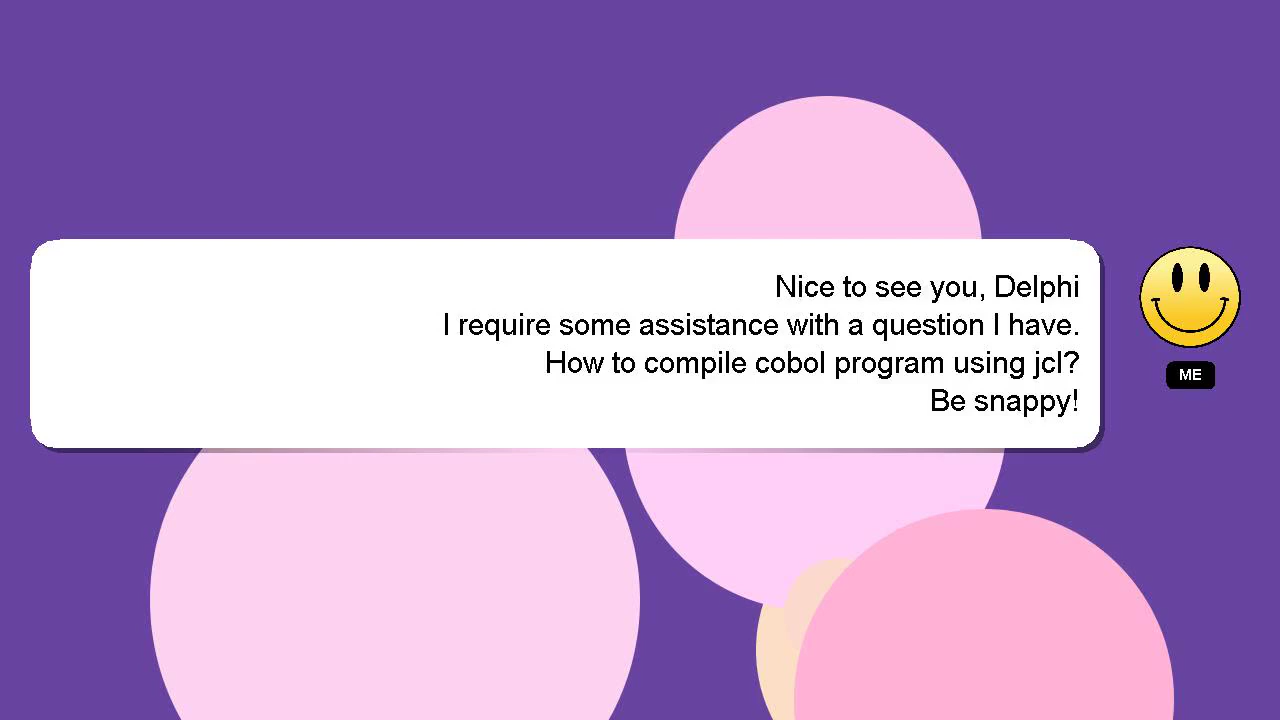 Nice to see you, Delphi
I require some assistance with a question I have.
How to compile cobol program using jcl?
Be snappy!
ME